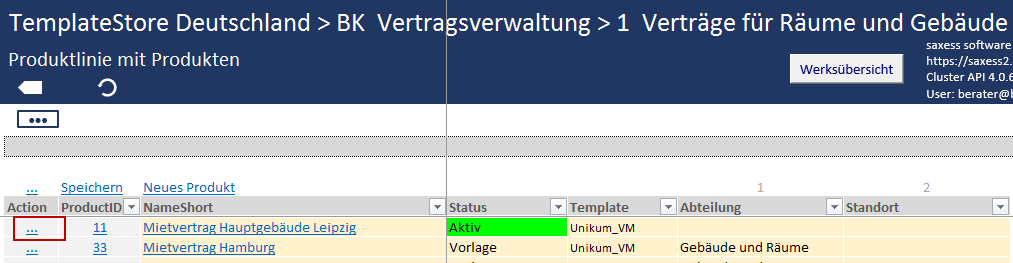 TemplateStore Deutschland > BK Vertragsverwaltung > 1 Verträge für Räume und Gebäude
saxess software
Produktlinie mit Produkten
Werksübersicht
https://saxess2.
Cluster API 4.0.6
User: berater@
•••
... Speichern Neues Produkt 1 2
Action ProductID NameShort Status Template Abteilung Standort
... 11 Mietvertrag Hauptgebäude Leipzig Aktiv Unikum_VM
... 33 Mietvertrag Hamburg Vorlage Unikum_VM Gebäude und Räume